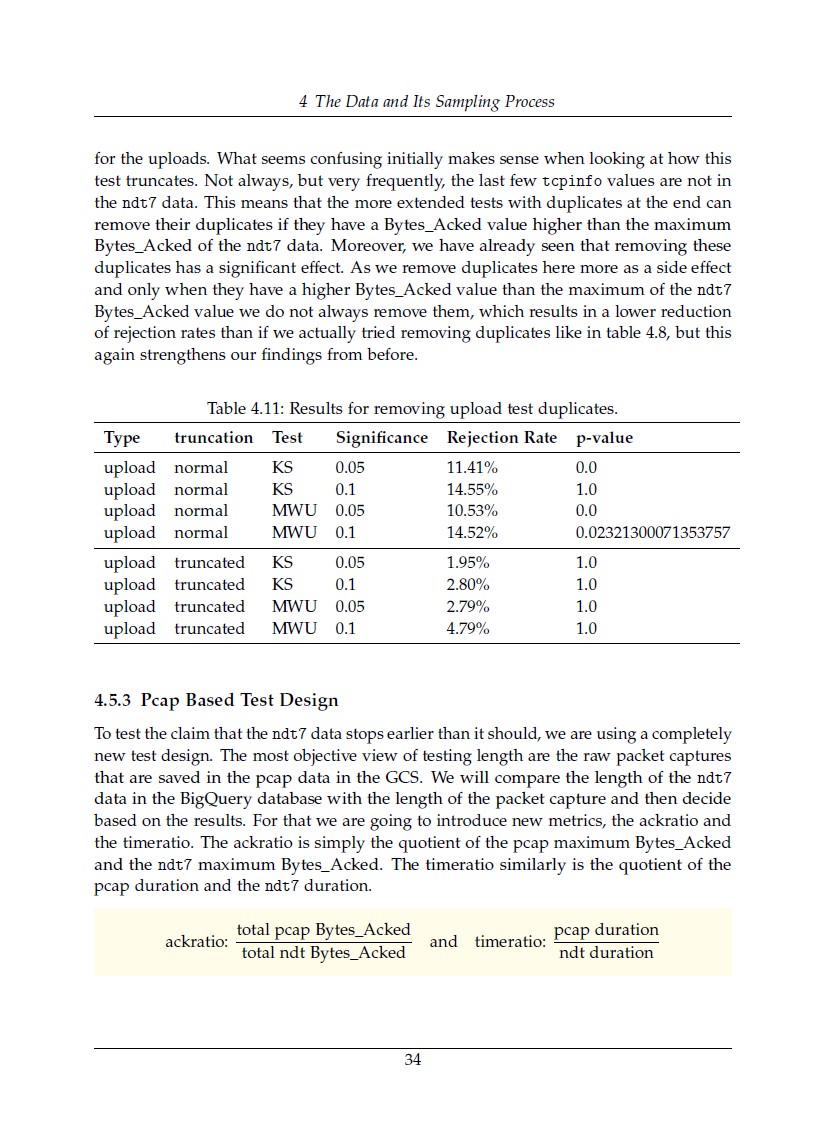 4 The Data and Its Sampling Process
for the uploads. What seems confusing initially makes sense when looking at how this
test truncates. Not always, but very frequently, the last few tcpinfo values are not in
the ndt7 data. This means that the more extended tests with duplicates at the end can
remove their duplicates if they have a Bytes_Acked value higher than the maximum
Bytes_Acked of the ndt7 data. Moreover, we have already seen that removing these
duplicates has a significant effect. As we remove duplicates here more as a side effect
and only when they have a higher Bytes_Acked value than the maximum of the ndt7
Bytes_Acked value we do not always remove them, which results in a lower reduction
of rejection rates than if we actually tried removing duplicates like in table 4.8, but this
again strengthens our findings from before.
Table 4.11: Results for removing upload test duplicates.
Type truncation Test Significance Rejection Rate p-value
upload normal KS 0.05 11.41% 0.0
upload normal KS 0.1 14.55% 1.0
upload normal MWU 0.05 10.53% 0.0
upload normal MWU 0.1 14.52% 0.02321300071353757
upload truncated KS 0.05 1.95% 1.0
upload truncated KS 0.1 2.80% 1.0
upload truncated MWU 0.05 2.79% 1.0
upload truncated MWU 0.1 4.79% 1.0
4.5.3 Pcap Based Test Design
To test the claim that the ndt7 data stops earlier than it should, we are using a completely
new test design. The most objective view of testing length are the raw packet captures
that are saved in the pcap data in the GCS. We will compare the length of the ndt7
data in the BigQuery database with the length of the packet capture and then decide
based on the results. For that we are going to introduce new metrics, the ackratio and
the timeratio. The ackratio is simply the quotient of the pcap maximum Bytes_Acked
and the ndt7 maximum Bytes_Acked. The timeratio similarly is the quotient of the
pcap duration and the ndt7 duration.
total pcap Bytes_Acked pcap duration
ackratio: and timeratio:
total ndt Bytes_Acked ndt duration
34